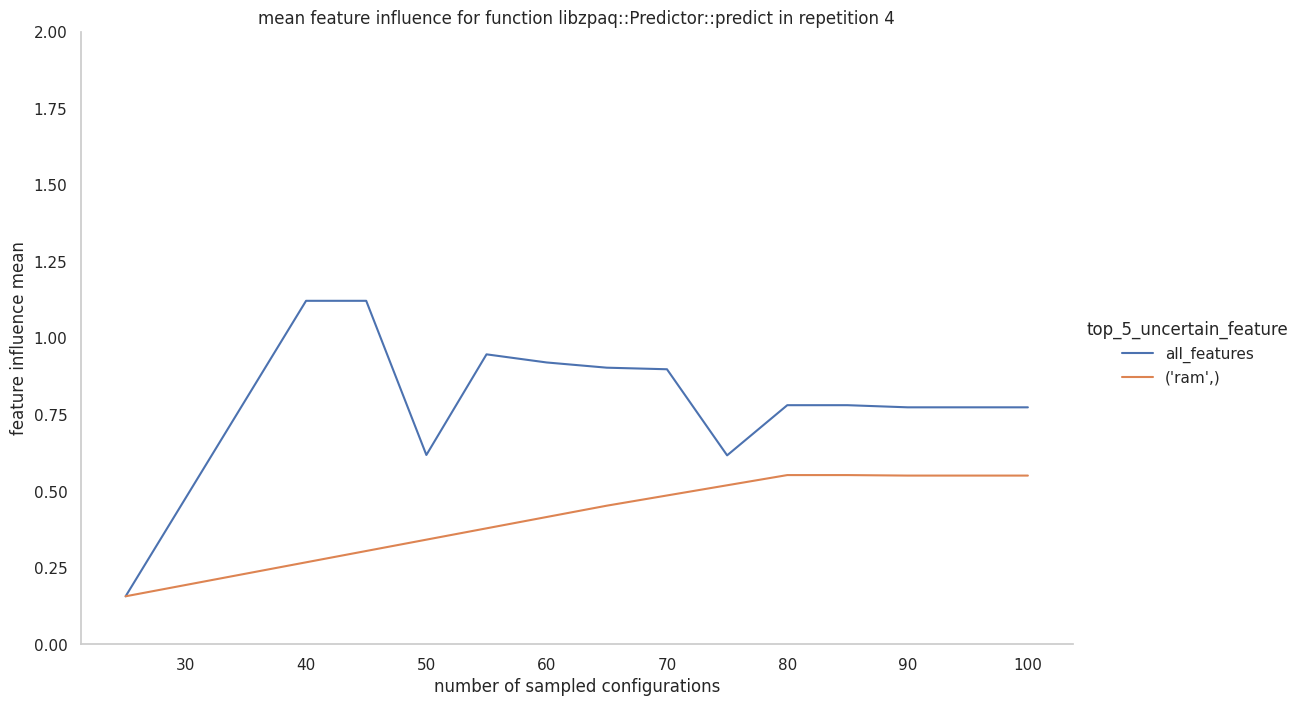 mean feature influence for function libzpaq::Predictor::predict in repetition 4
2.00
1.75
1.50
1.25
1.00
0.75
0.50
0.25
0.00
feature influence mean
30 40 50 60 70 80 90 100
number of sampled configurations
top_5_uncertain_feature
all_features
('ram',)